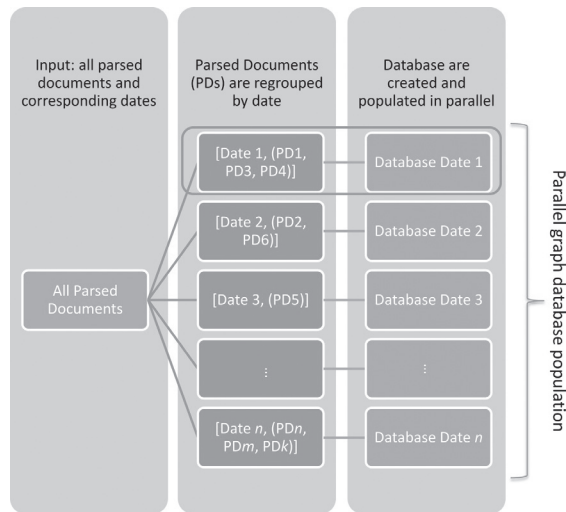 Input: all parsed
documents and
corresponding dates
Parsed Documents
(PDs) are regrouped
by date
Database are
created and
populated in parallel
All Parsed
Documents
[Date 1, (PD1,
PD3, PD4)]
Database Date 1
[Date 2, (PD2,
PD6)]
Database Date 2
[Date 3, (PD5)]
Database Date 3
⋮
⋮
[Date n, (PDn,
PDm, PDk)]
Database Date n
Parallel graph database population